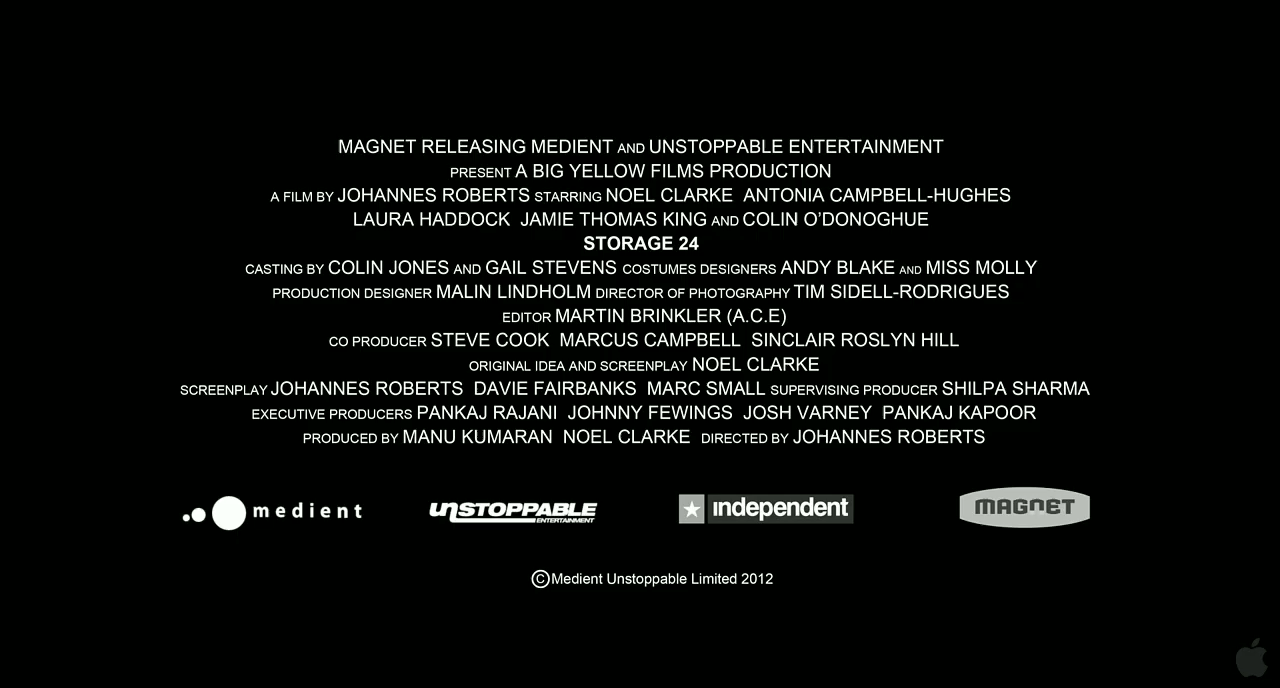 MAGNET RELEASING MEDIENT AND UNSTOPPABLE ENTERTAINMENT
PRESENT A BIG YELLOW FILMS PRODUCTION
A FILM BY JOHANNES ROBERTS STARRING NOEL CLARKE ANTONIA CAMPBELL-HUGHES
LAURA HADDOCK JAMIE THOMAS KING AND COLIN O'DONOGHUE
STORAGE 24
CASTING BY COLIN JONES AND GAIL STEVENS COSTUMES DESIGNERS ANDY BLAKE AND MISS MOLLY
PRODUCTION DESIGNER MALIN LINDHOLM DIRECTOR OF PHOTOGRAPHY TIM SIDELL-RODRIGUES
EDITOR MARTIN BRINKLER (A.C.E)
CO PRODUCER STEVE COOK MARCUS CAMPBELL SINCLAIR ROSLYN HILL
ORIGINAL IDEA AND SCREENPLAY NOEL CLARKE
SCREENPLAY JOHANNES ROBERTS DAVIE FAIRBANKS MARC SMALL SUPERVISING PRODUCER SHILPA SHARMA
EXECUTIVE PRODUCERS PANKAJ RAJANI JOHNNY FEWINGS JOSH VARNEY PANKAJ KAPOOR
PRODUCED BY MANU KUMARAN NOEL CLARKE DIRECTED BY JOHANNES ROBERTS
medient UNSTOPPABLE ENTERTAINMENT independent MAGNET
©Medient Unstoppable Limited 2012